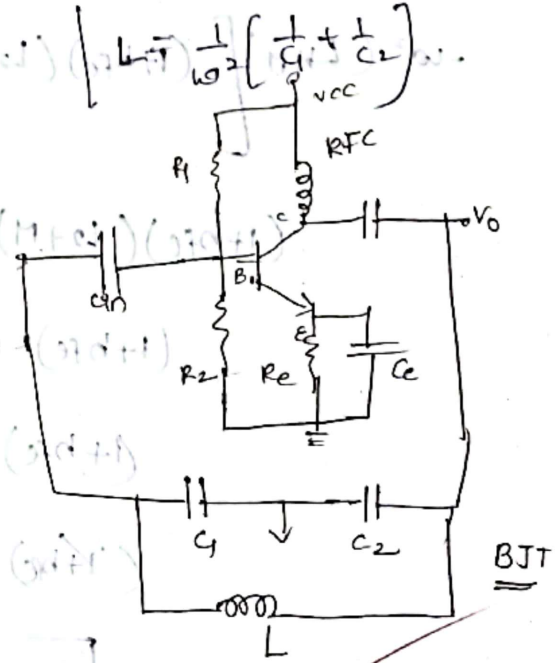 L = 1/ω² ( 1/C1 + 1/C2 )
VCC
RFC
R1
C
Vo
B
Cin
E
R2
Re
Ce
C1
C2
BJT
L